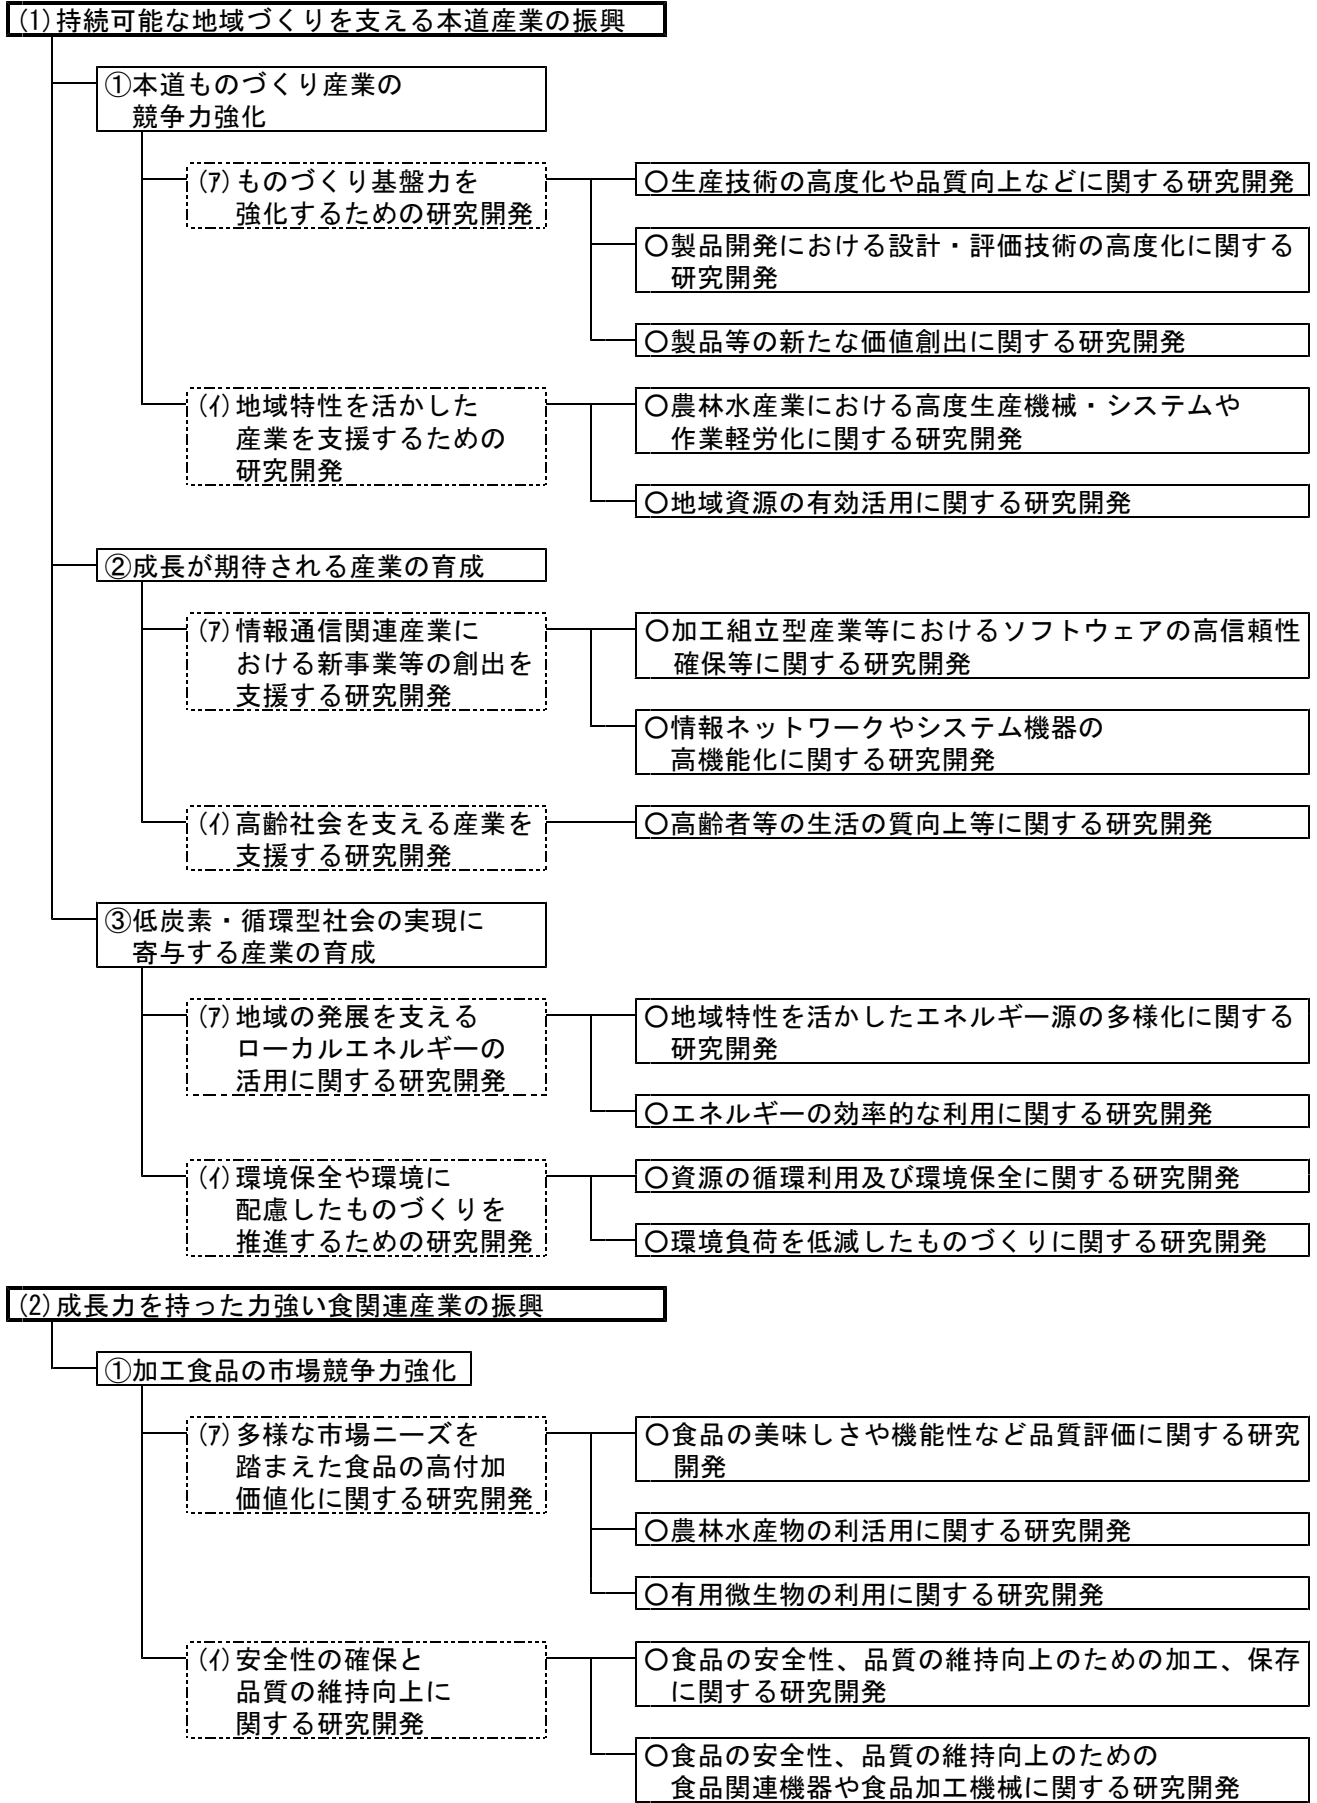 (1)持続可能な地域づくりを支える本道産業の振興
①本道ものづくり産業の
競争力強化
(ｱ)ものづくり基盤力を
強化するための研究開発
〇生産技術の高度化や品質向上などに関する研究開発
〇製品開発における設計・評価技術の高度化に関する
研究開発
〇製品等の新たな価値創出に関する研究開発
(ｲ)地域特性を活かした
産業を支援するための
研究開発
〇農林水産業における高度生産機械・システムや
作業軽労化に関する研究開発
〇地域資源の有効活用に関する研究開発
②成長が期待される産業の育成
(ｱ)情報通信関連産業に
おける新事業等の創出を
支援する研究開発
〇加工組立型産業等におけるソフトウェアの高信頼性
確保等に関する研究開発
〇情報ネットワークやシステム機器の
高機能化に関する研究開発
(ｲ)高齢社会を支える産業を
支援する研究開発
〇高齢者等の生活の質向上等に関する研究開発
③低炭素・循環型社会の実現に
寄与する産業の育成
(ｱ)地域の発展を支える
ローカルエネルギーの
活用に関する研究開発
〇地域特性を活かしたエネルギー源の多様化に関する
研究開発
〇エネルギーの効率的な利用に関する研究開発
(ｲ)環境保全や環境に
配慮したものづくりを
推進するための研究開発
〇資源の循環利用及び環境保全に関する研究開発
〇環境負荷を低減したものづくりに関する研究開発
(2)成長力を持った力強い食関連産業の振興
①加工食品の市場競争力強化
(ｱ)多様な市場ニーズを
踏まえた食品の高付加
価値化に関する研究開発
〇食品の美味しさや機能性など品質評価に関する研究
開発
〇農林水産物の利活用に関する研究開発
〇有用微生物の利用に関する研究開発
(ｲ)安全性の確保と
品質の維持向上に
関する研究開発
〇食品の安全性、品質の維持向上のための加工、保存
に関する研究開発
〇食品の安全性、品質の維持向上のための
食品関連機器や食品加工機械に関する研究開発